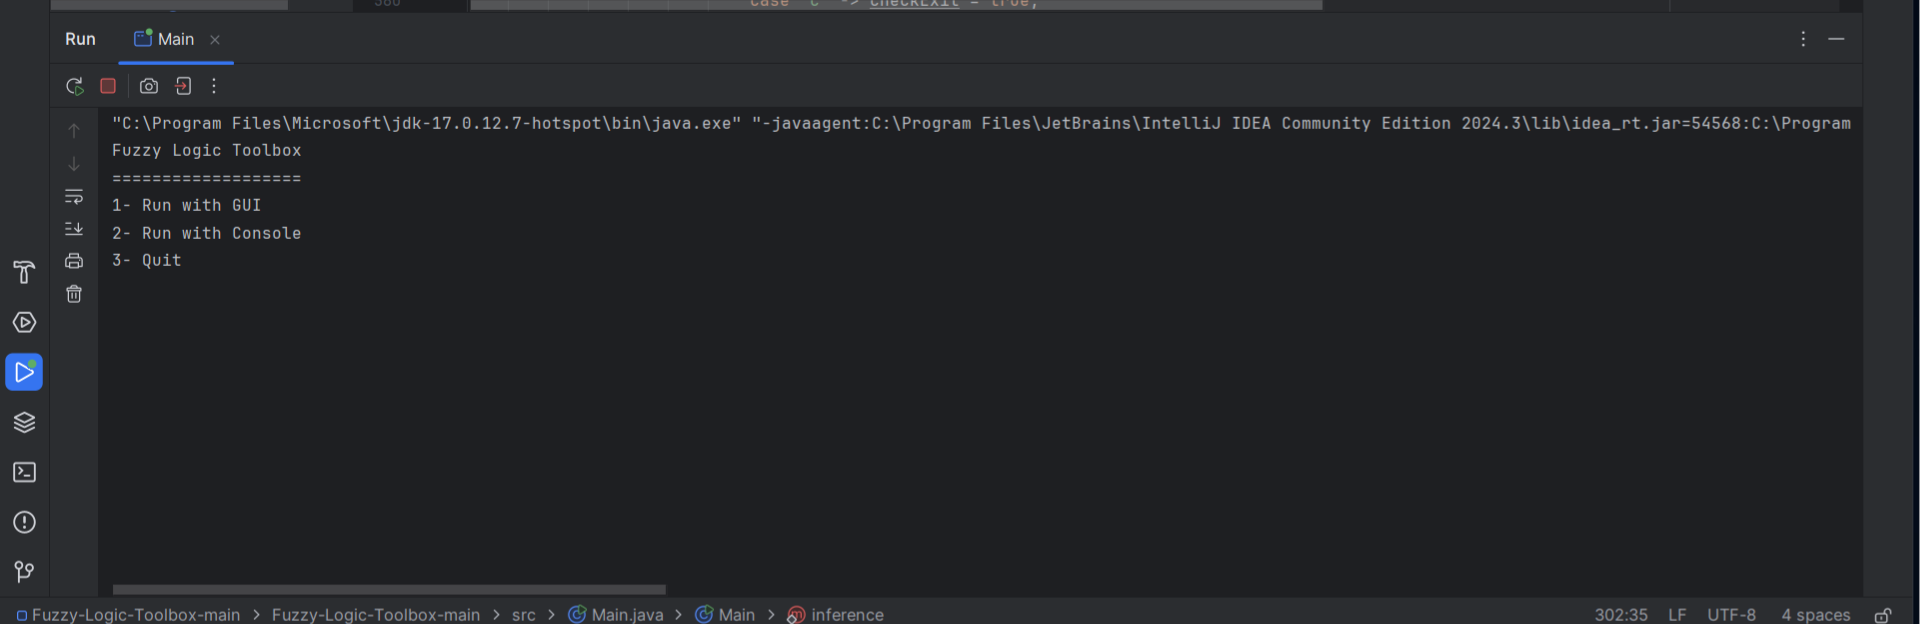 case 'c' -> checkExit = true;
Run Main
"C:\Program Files\Microsoft\jdk-17.0.12.7-hotspot\bin\java.exe" "-javaagent:C:\Program Files\JetBrains\IntelliJ IDEA Community Edition 2024.3\lib\idea_rt.jar=54568:C:\Program
Fuzzy Logic Toolbox
===================
1- Run with GUI
2- Run with Console
3- Quit
Fuzzy-Logic-Toolbox-main > Fuzzy-Logic-Toolbox-main > src > Main.java > Main > inference 302:35 LF UTF-8 4 spaces